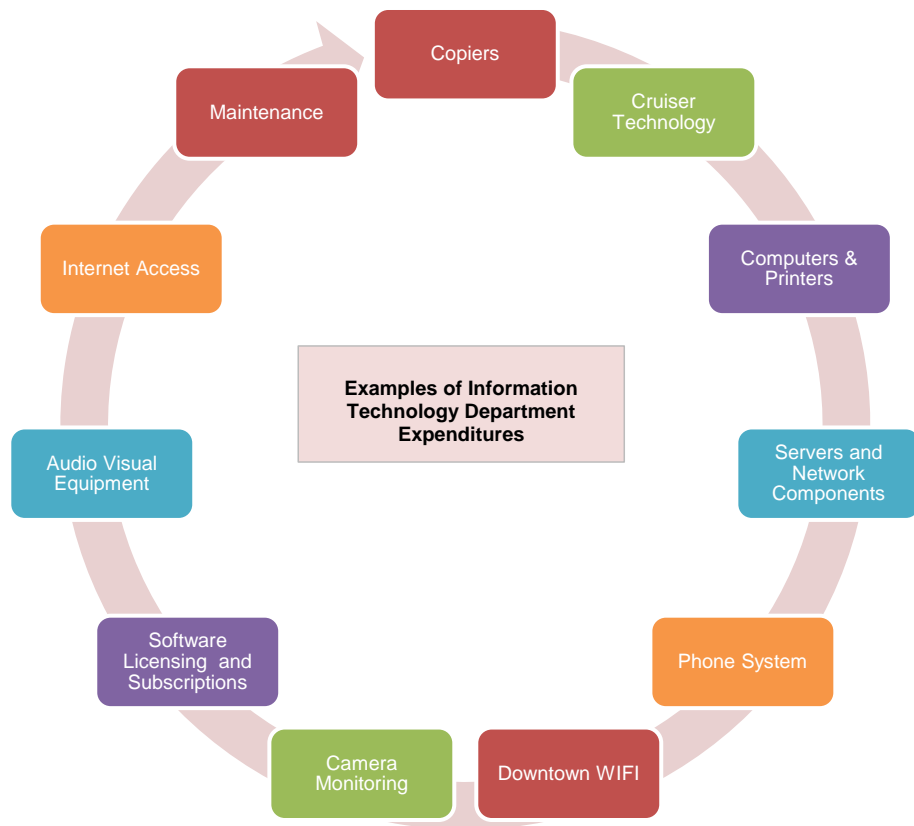 Copiers
Cruiser
Technology
Computers &
Printers
Servers and
Network
Components
Phone System
Downtown WIFI
Camera
Monitoring
Software
Licensing and
Subscriptions
Audio Visual
Equipment
Internet Access
Maintenance
Examples of Information
Technology Department
Expenditures